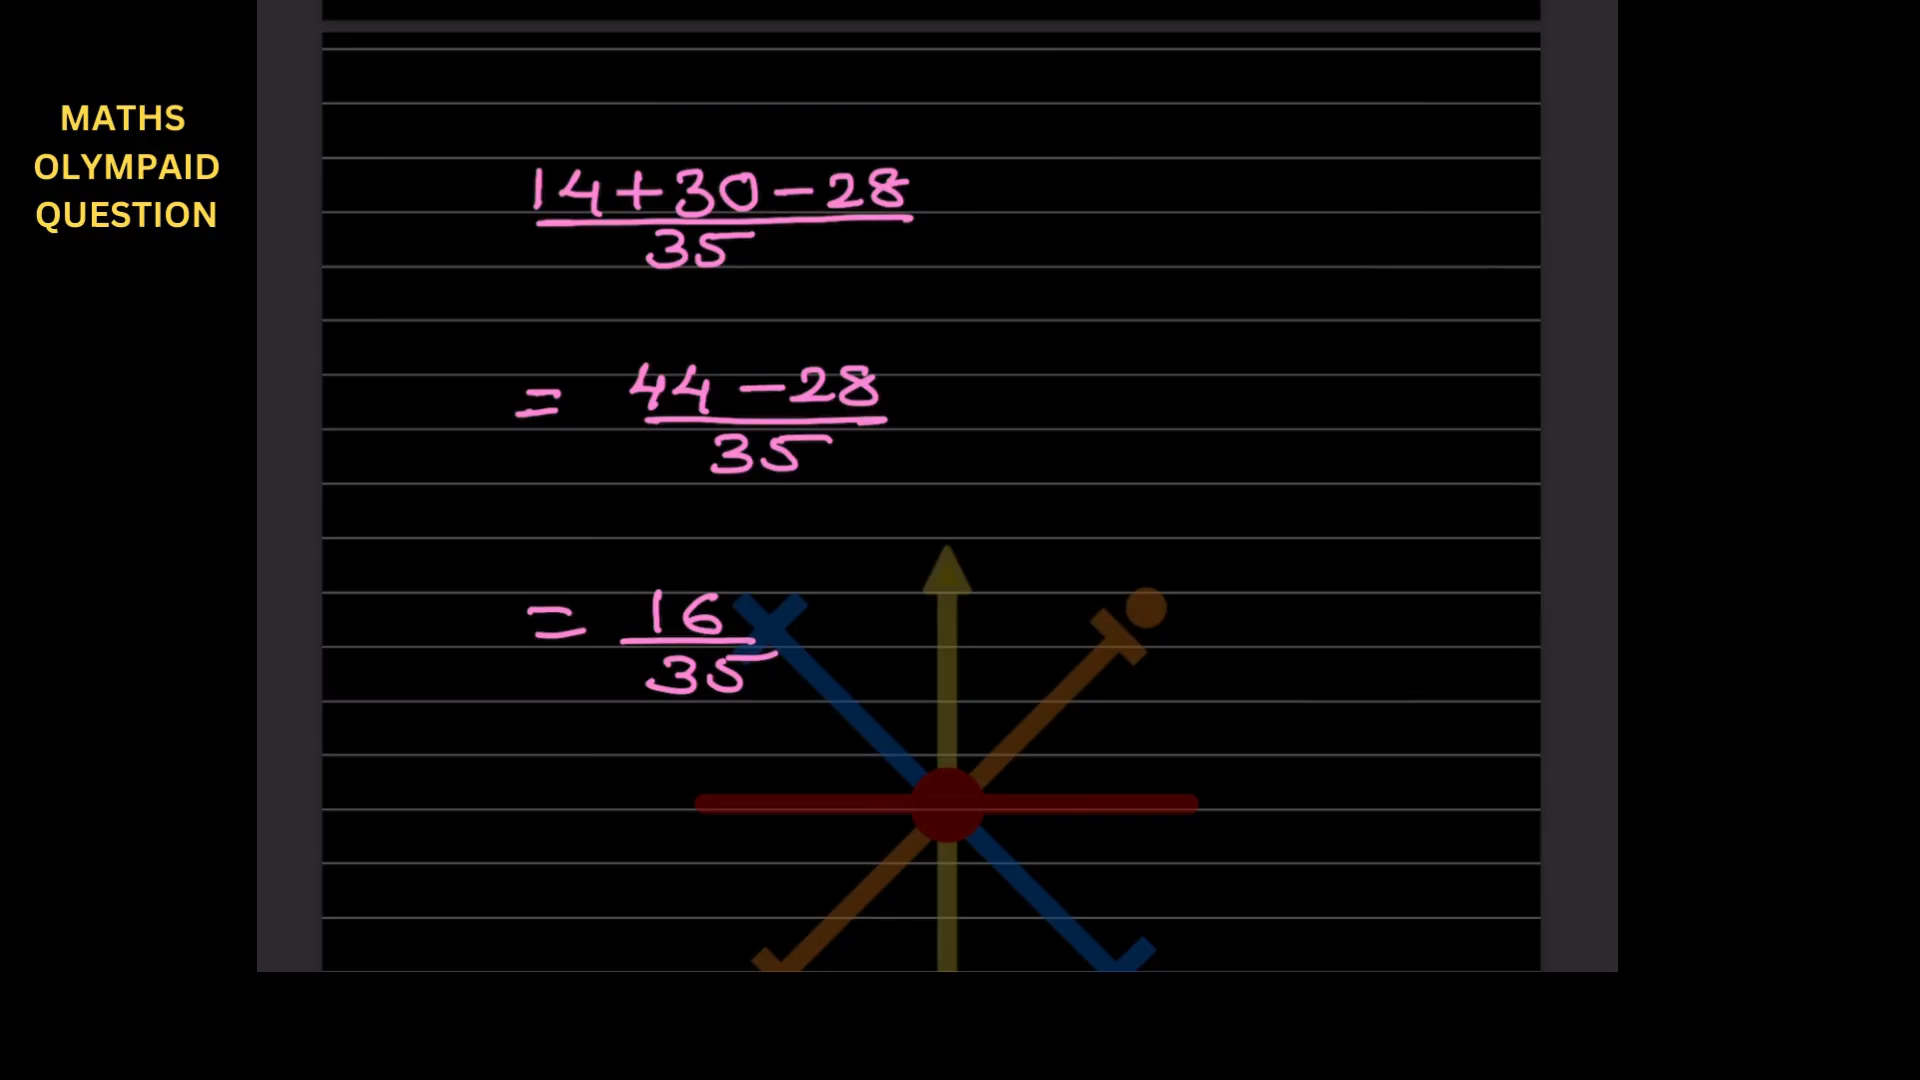 MATHS
OLYMPAID
QUESTION
14+30-28
35
= 44-28
35
= 16
35